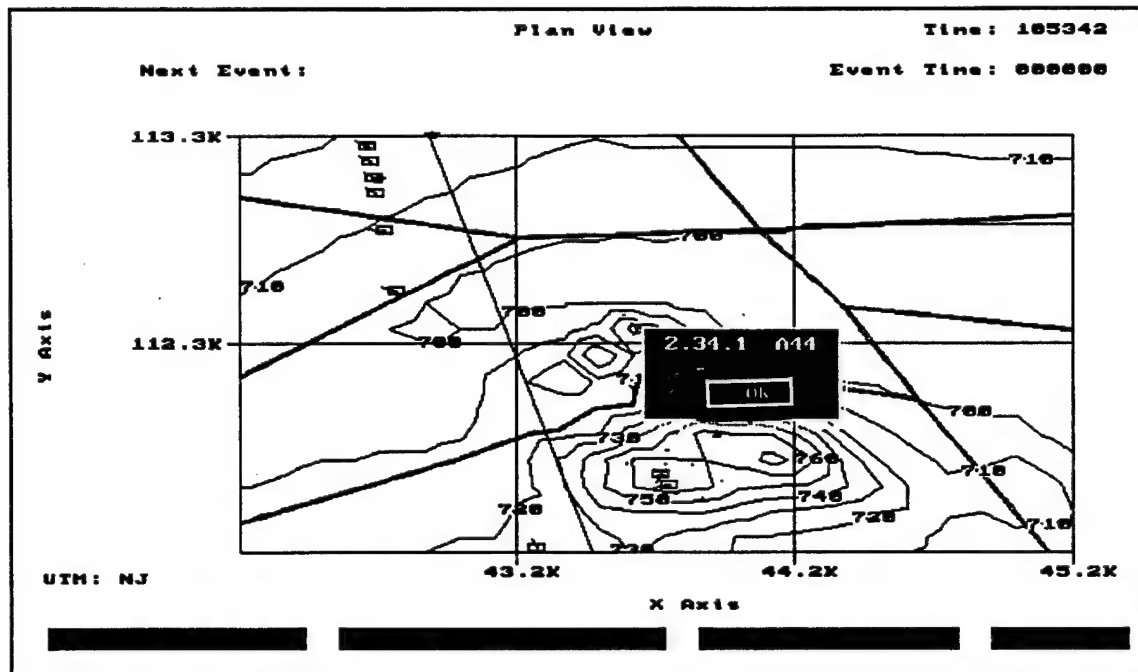 Plan View
Time: 105342
Next Event:
Event Time: 000000
113.3K
710
700
710
700
700
112.3K
2.34.1 A44
Ok
Y Axis
700
730
760
710
750
740
720
720
710
UTM: NJ
43.2K
44.2K
45.2K
X Axis